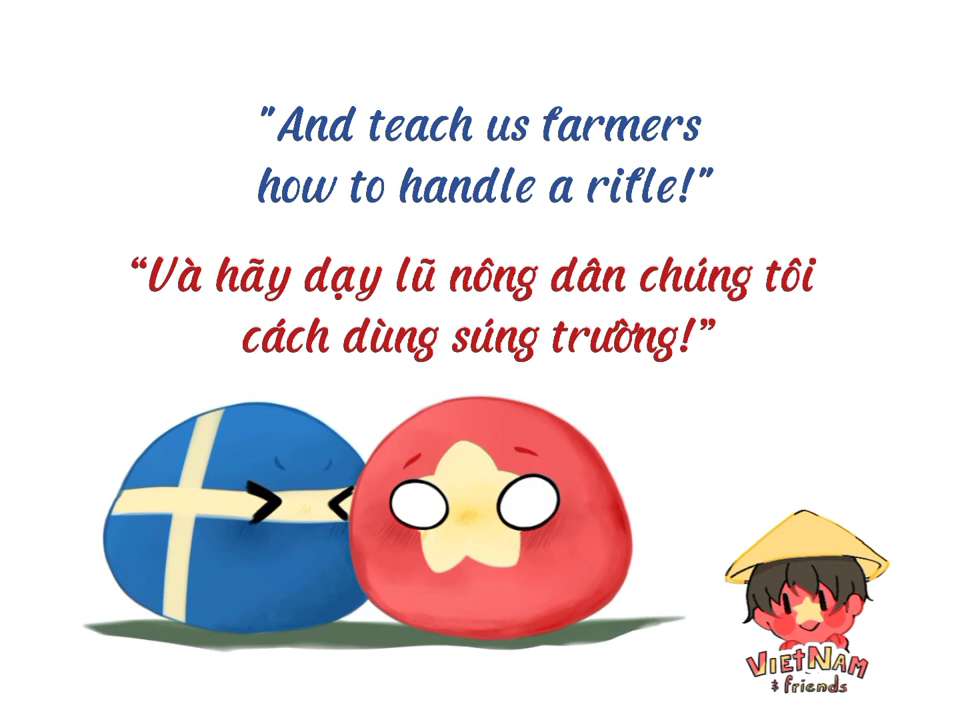 "And teach us farmers
how to handle a rifle!"
“Và hãy dạy lũ nông dân chúng tôi
cách dùng súng trường!”
VIETNAM
& friends